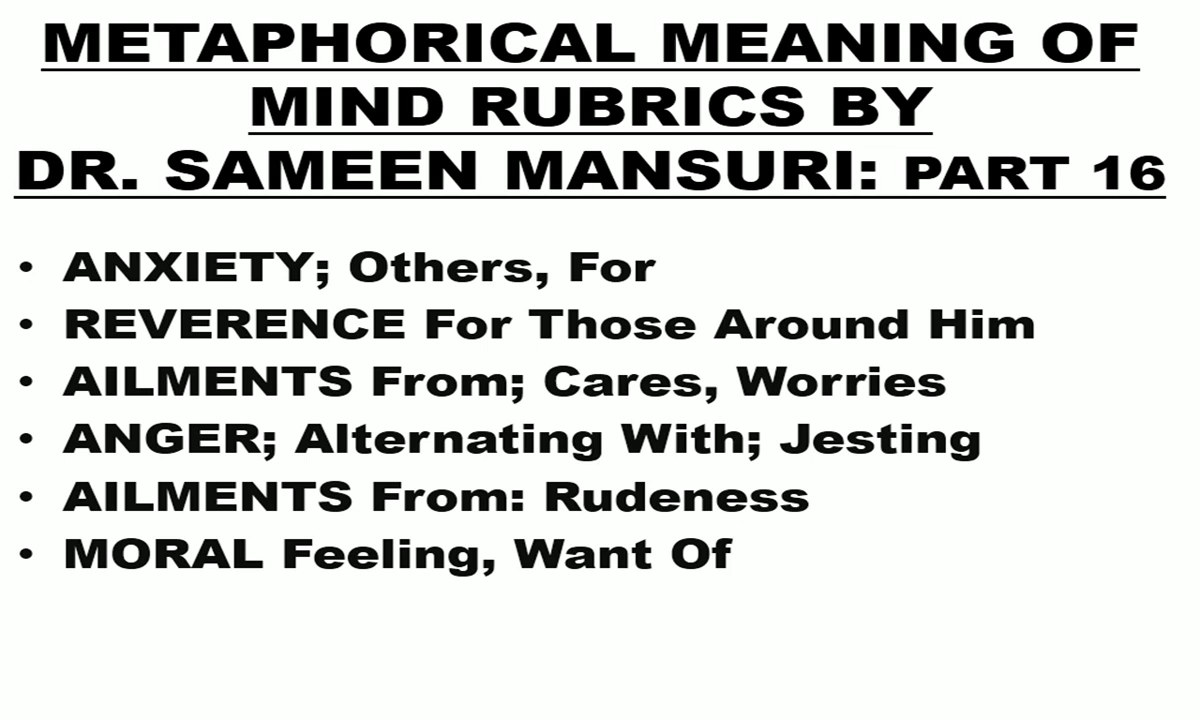 METAPHORICAL MEANING OF
MIND RUBRICS BY
DR. SAMEEN MANSURI: PART 16
• ANXIETY; Others, For
• REVERENCE For Those Around Him
• AILMENTS From; Cares, Worries
• ANGER; Alternating With; Jesting
• AILMENTS From: Rudeness
• MORAL Feeling, Want Of